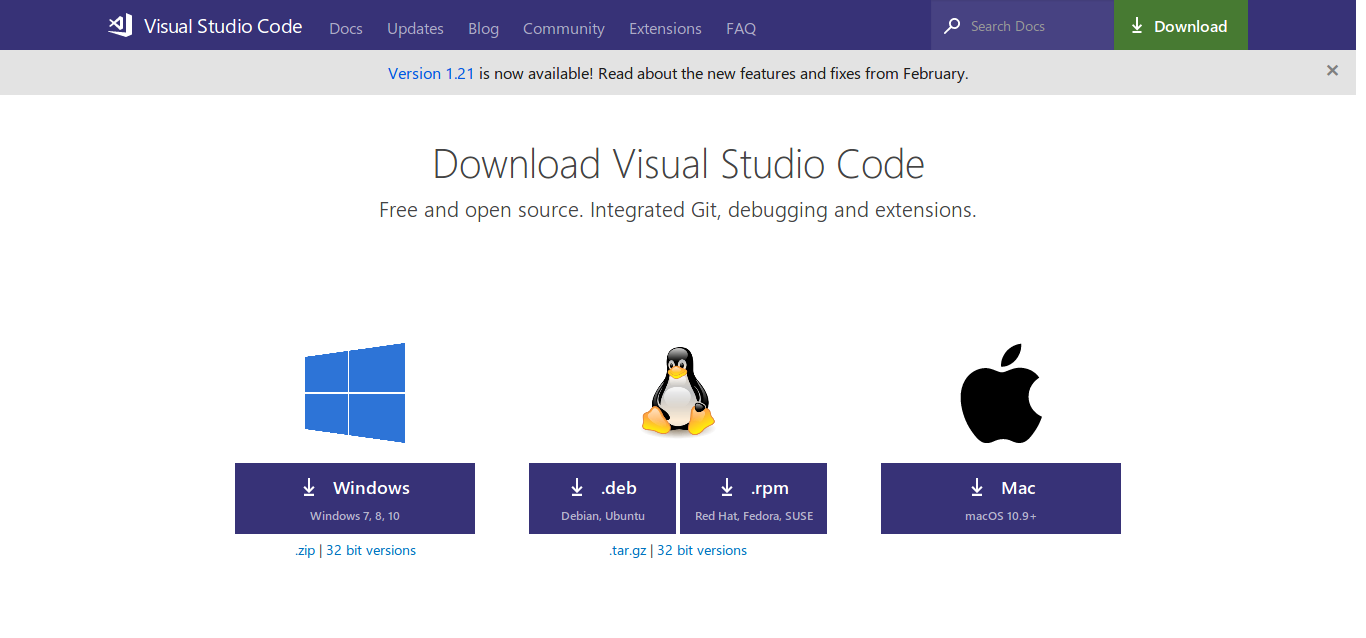 Visual Studio Code Docs Updates Blog Community Extensions FAQ Search Docs Download
Version 1.21 is now available! Read about the new features and fixes from February. ×
Download Visual Studio Code
Free and open source. Integrated Git, debugging and extensions.
Windows
Windows 7, 8, 10
.zip | 32 bit versions
.deb
Debian, Ubuntu
.rpm
Red Hat, Fedora, SUSE
.tar.gz | 32 bit versions
Mac
macOS 10.9+